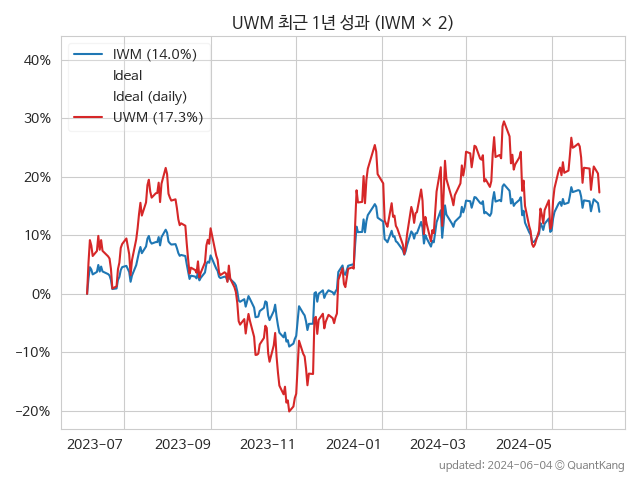 UWM 최근 1년 성과 (IWM × 2)
IWM (14.0%)
Ideal
Ideal (daily)
UWM (17.3%)
40%
30%
20%
10%
0%
−10%
−20%
2023-07 2023-09 2023-11 2024-01 2024-03 2024-05
updated: 2024-06-04 © QuantKang